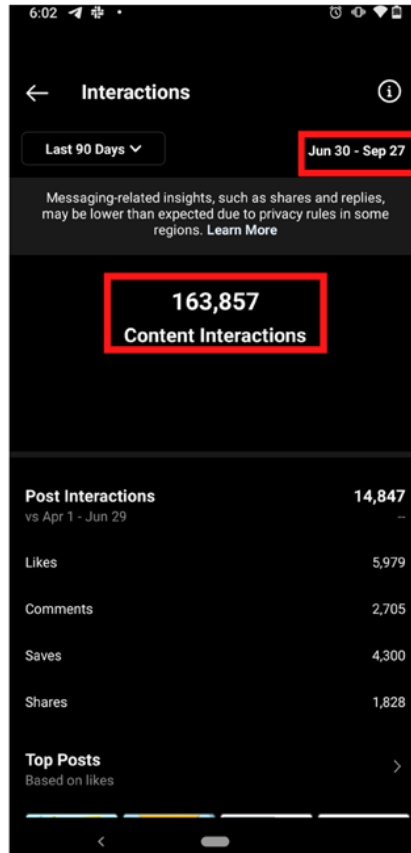 6:02
Interactions
Last 90 Days
Jun 30 - Sep 27
Messaging-related insights, such as shares and replies,
may be lower than expected due to privacy rules in some
regions. Learn More
163,857
Content Interactions
Post Interactions
14,847
vs Apr 1 - Jun 29
--
Likes
5,979
Comments
2,705
Saves
4,300
Shares
1,828
Top Posts
Based on likes